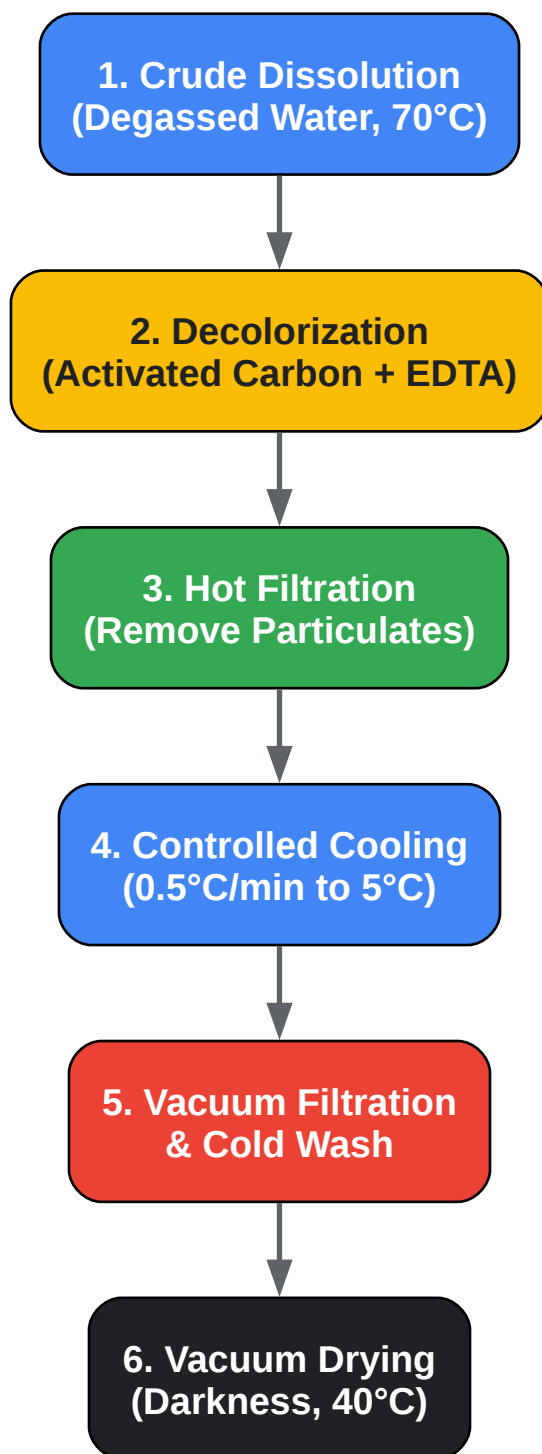 1. Crude Dissolution
(Degassed Water, 70°C)
2. Decolorization
(Activated Carbon + EDTA)
3. Hot Filtration
(Remove Particulates)
4. Controlled Cooling
(0.5°C/min to 5°C)
5. Vacuum Filtration
& Cold Wash
6. Vacuum Drying
(Darkness, 40°C)